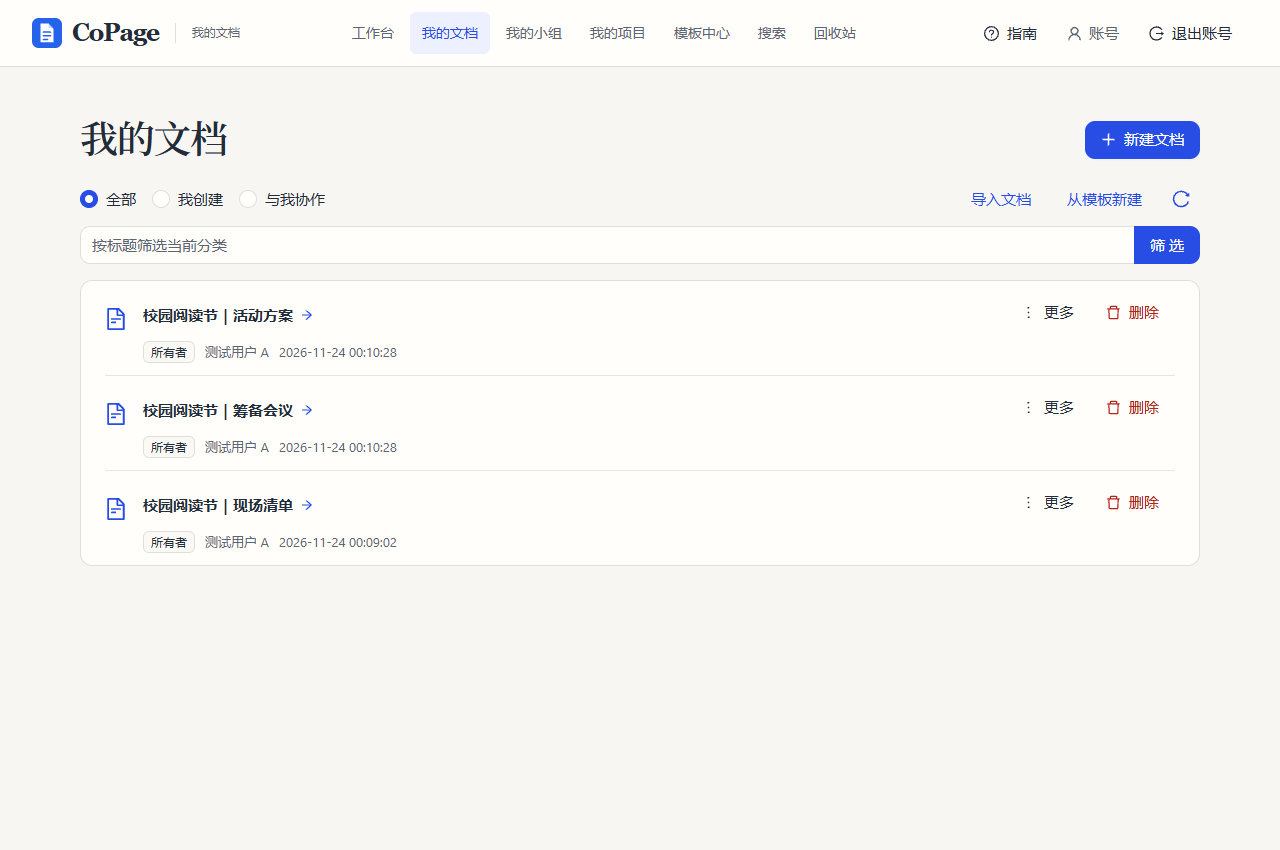 CoPage 我的文档 工作台 我的文档 我的小组 我的项目 模板中心 搜索 回收站 指南 账号 退出账号
我的文档 新建文档
全部 我创建 与我协作 导入文档 从模板新建
按标题筛选当前分类 筛 选
校园阅读节 | 活动方案 更多 删除
所有者 测试用户 A 2026-11-24 00:10:28
校园阅读节 | 筹备会议 更多 删除
所有者 测试用户 A 2026-11-24 00:10:28
校园阅读节 | 现场清单 更多 删除
所有者 测试用户 A 2026-11-24 00:09:02